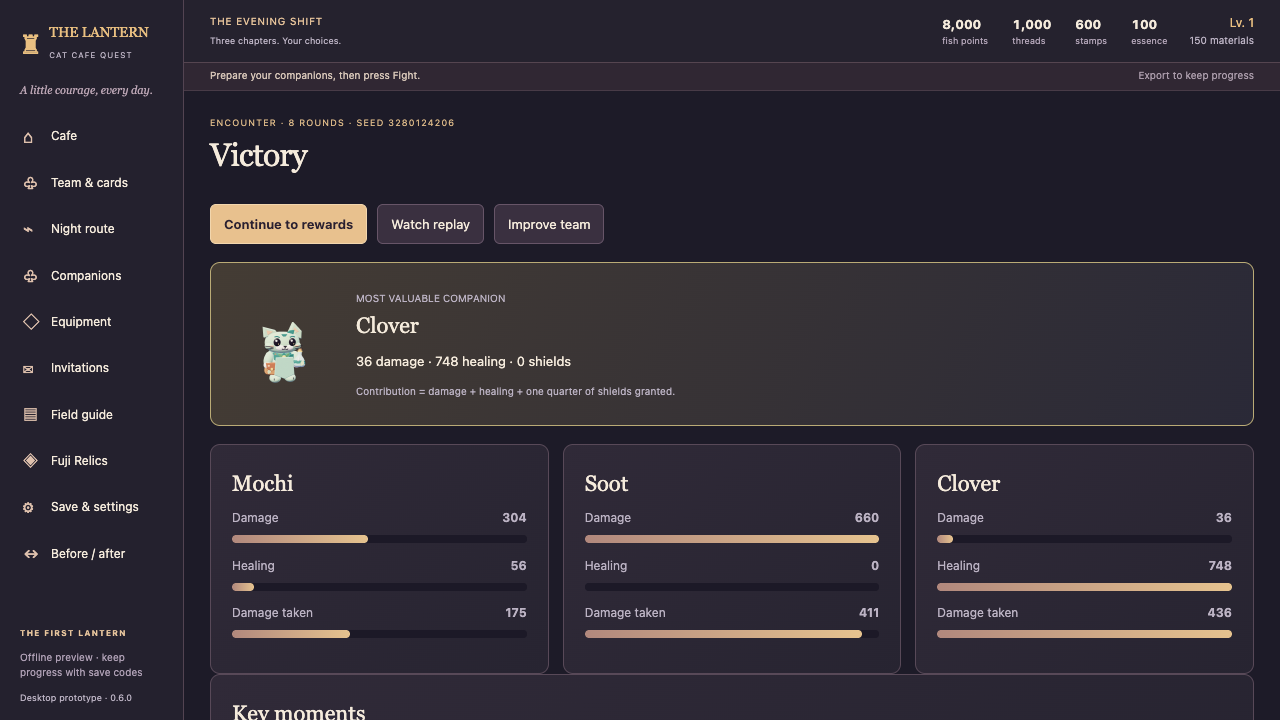 THE LANTERN
CAT CAFE QUEST
A little courage, every day.
Cafe
Team & cards
Night route
Companions
Equipment
Invitations
Field guide
Fuji Relics
Save & settings
Before / after
THE FIRST LANTERN
Offline preview · keep
progress with save codes
Desktop prototype · 0.6.0
THE EVENING SHIFT
Three chapters. Your choices.
8,000
fish points
1,000
threads
600
stamps
100
essence
Lv. 1
150 materials
Prepare your companions, then press Fight.
Export to keep progress
ENCOUNTER · 8 ROUNDS · SEED 3280124206
Victory
Continue to rewards
Watch replay
Improve team
MOST VALUABLE COMPANION
Clover
36 damage · 748 healing · 0 shields
Contribution = damage + healing + one quarter of shields granted.
Mochi
Damage 304
Healing 56
Damage taken 175
Soot
Damage 660
Healing 0
Damage taken 411
Clover
Damage 36
Healing 748
Damage taken 436
Key moments